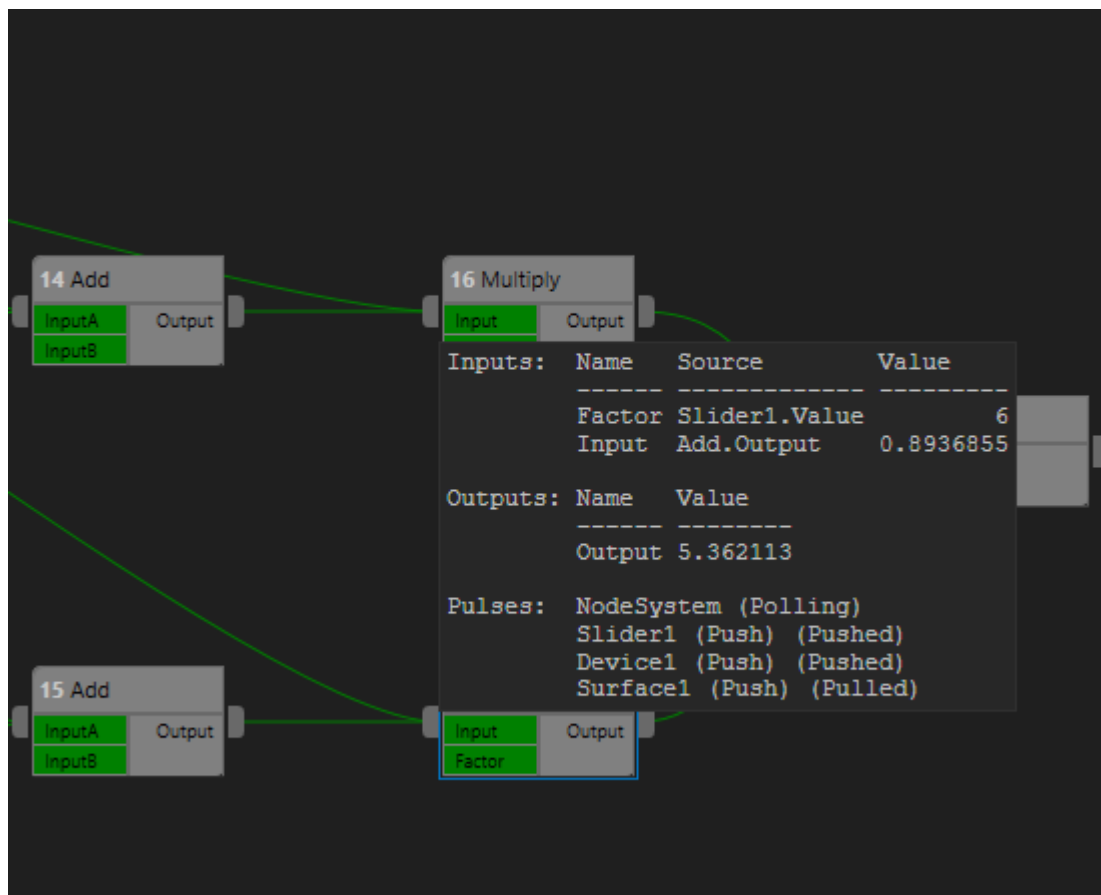 14 Add
InputA Output
InputB
16 Multiply
Input Output
Inputs: Name Source Value
------ ------------- ---------
Factor Slider1.Value 6
Input Add.Output 0.8936855
Outputs: Name Value
------ --------
Output 5.362113
Pulses: NodeSystem (Polling)
Slider1 (Push) (Pushed)
Device1 (Push) (Pushed)
Surface1 (Push) (Pulled)
15 Add
InputA Output
InputB
Input Output
Factor